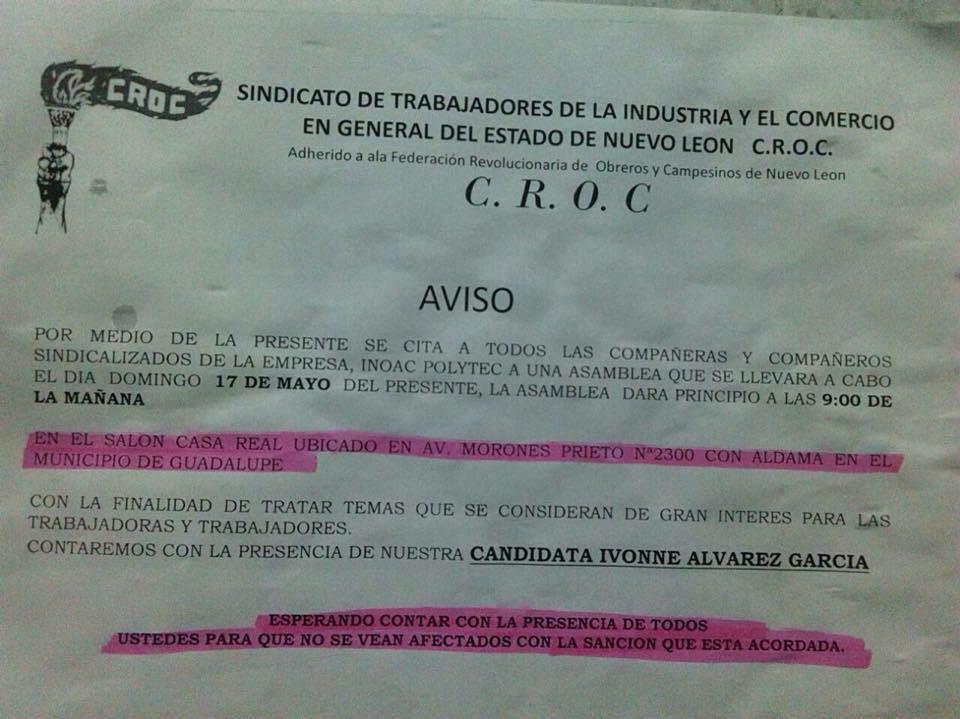 CROC
SINDICATO DE TRABAJADORES DE LA INDUSTRIA Y EL COMERCIO
EN GENERAL DEL ESTADO DE NUEVO LEON C.R.O.C.
Adherido a ala Federación Revolucionaria de Obreros y Campesinos de Nuevo Leon
C. R. O. C
AVISO
POR MEDIO DE LA PRESENTE SE CITA A TODOS LAS COMPAÑERAS Y COMPAÑEROS
SINDICALIZADOS DE LA EMPRESA, INOAC POLYTEC A UNA ASAMBLEA QUE SE LLEVARA A CABO
EL DIA DOMINGO 17 DE MAYO DEL PRESENTE, LA ASAMBLEA DARA PRINCIPIO A LAS 9:00 DE
LA MAÑANA
EN EL SALON CASA REAL UBICADO EN AV. MORONES PRIETO Nª2300 CON ALDAMA EN EL
MUNICIPIO DE GUADALUPE
CON LA FINALIDAD DE TRATAR TEMAS QUE SE CONSIDERAN DE GRAN INTERES PARA LAS
TRABAJADORAS Y TRABAJADORES.
CONTAREMOS CON LA PRESENCIA DE NUESTRA CANDIDATA IVONNE ALVAREZ GARCIA
ESPERANDO CONTAR CON LA PRESENCIA DE TODOS
USTEDES PARA QUE NO SE VEAN AFECTADOS CON LA SANCION QUE ESTA ACORDADA.